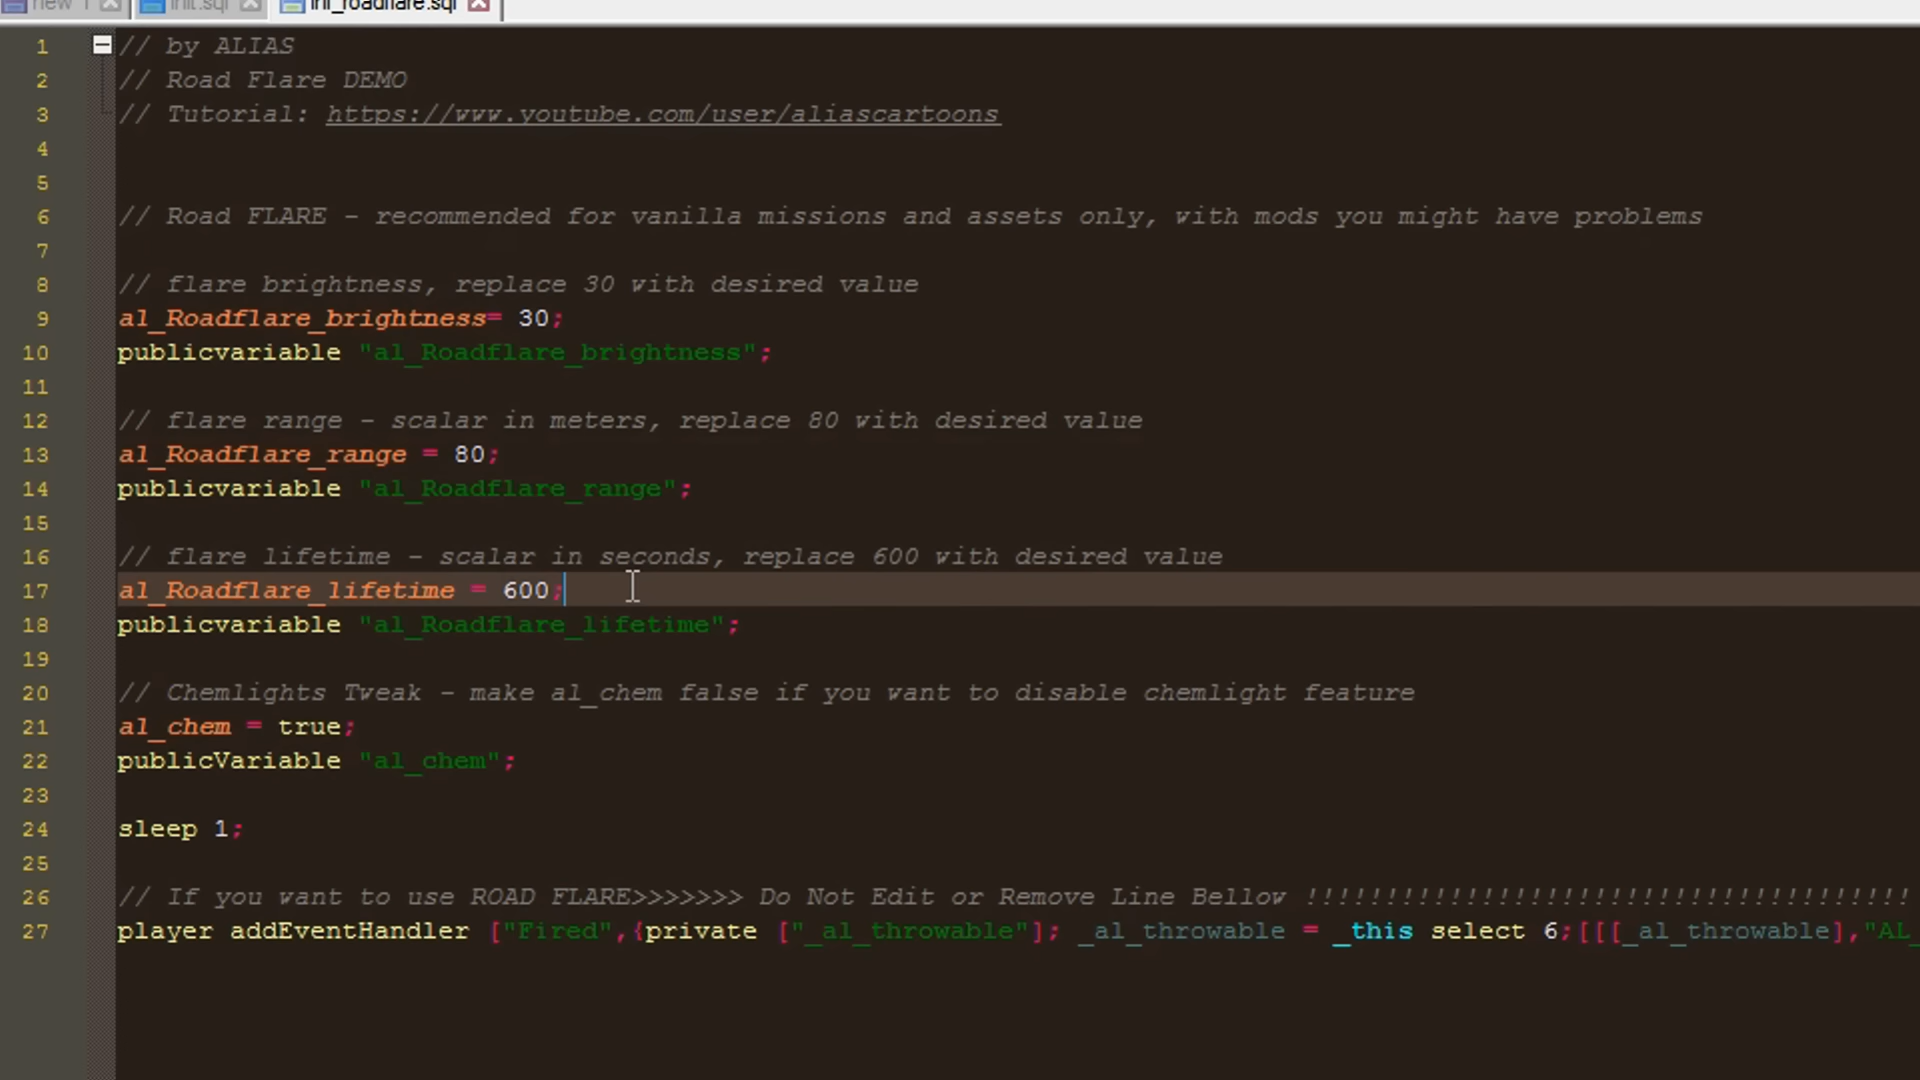 new 1 init.sqf ini_roadflare.sqf
1 // by ALIAS
2 // Road Flare DEMO
3 // Tutorial: https://www.youtube.com/user/aliascartoons
4
5
6 // Road FLARE - recommended for vanilla missions and assets only, with mods you might have problems
7
8 // flare brightness, replace 30 with desired value
9 al_Roadflare_brightness= 30;
10 publicvariable "al_Roadflare_brightness";
11
12 // flare range - scalar in meters, replace 80 with desired value
13 al_Roadflare_range = 80;
14 publicvariable "al_Roadflare_range";
15
16 // flare lifetime - scalar in seconds, replace 600 with desired value
17 al_Roadflare_lifetime = 600;
18 publicvariable "al_Roadflare_lifetime";
19
20 // Chemlights Tweak - make al_chem false if you want to disable chemlight feature
21 al_chem = true;
22 publicVariable "al_chem";
23
24 sleep 1;
25
26 // If you want to use ROAD FLARE>>>>>>> Do Not Edit or Remove Line Bellow !!!!!!!!!!!!!!!!!!!!!!!!!!!!!!!!!!!!!!
27 player addEventHandler ["Fired",{private ["_al_throwable"]; _al_throwable = _this select 6;[[[_al_throwable],"AL_